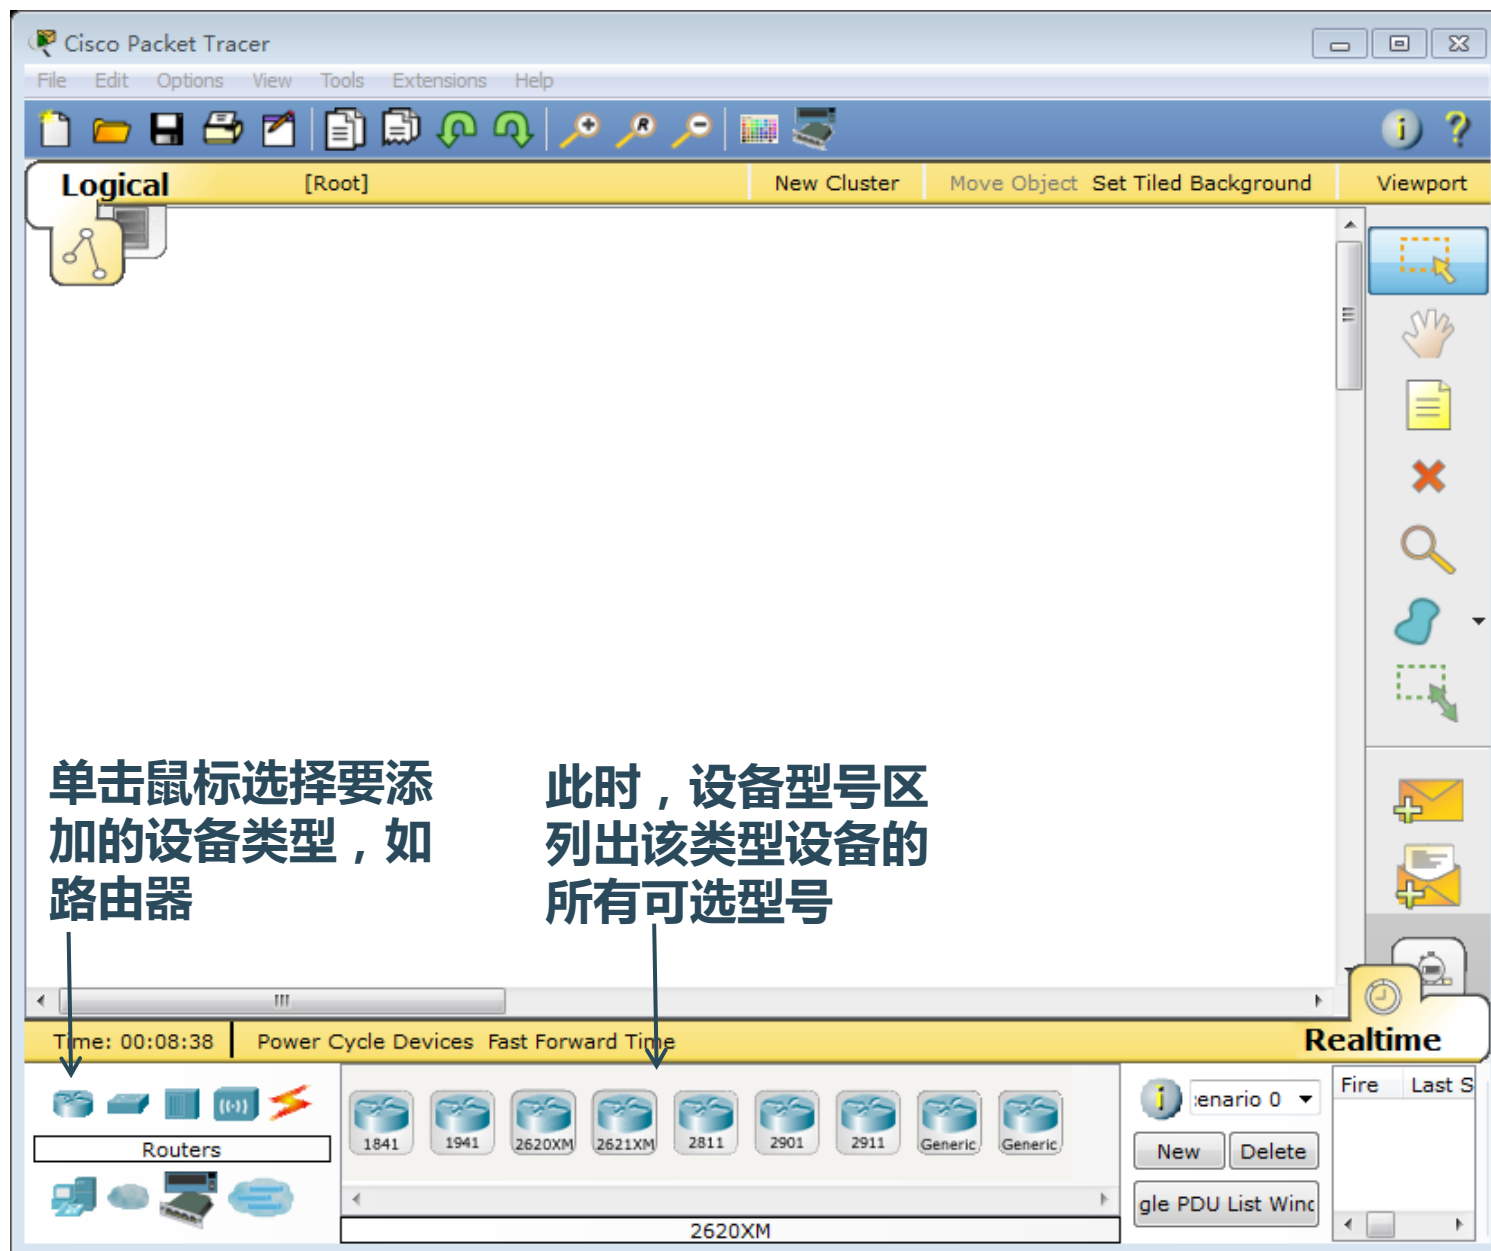 Cisco Packet Tracer
File Edit Options View Tools Extensions Help
Logical [Root] New Cluster Move Object Set Tiled Background Viewport
单击鼠标选择要添
加的设备类型，如
路由器
此时，设备型号区
列出该类型设备的
所有可选型号
Time: 00:08:38 Power Cycle Devices Fast Forward Time Realtime
1841 1941 2620XM 2621XM 2811 2901 2911 Generic Generic
Routers
2620XM
enario 0
New Delete
gle PDU List Winc
Fire Last S